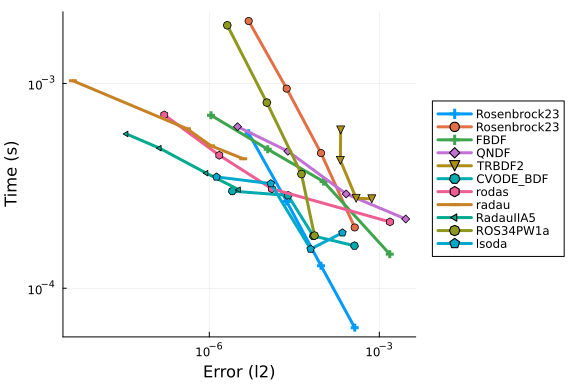 10⁻³
10⁻⁴
Time (s)
10⁻⁶
10⁻³
Error (l2)
Rosenbrock23
Rosenbrock23
FBDF
QNDF
TRBDF2
CVODE_BDF
rodas
radau
RadauIIA5
ROS34PW1a
lsoda